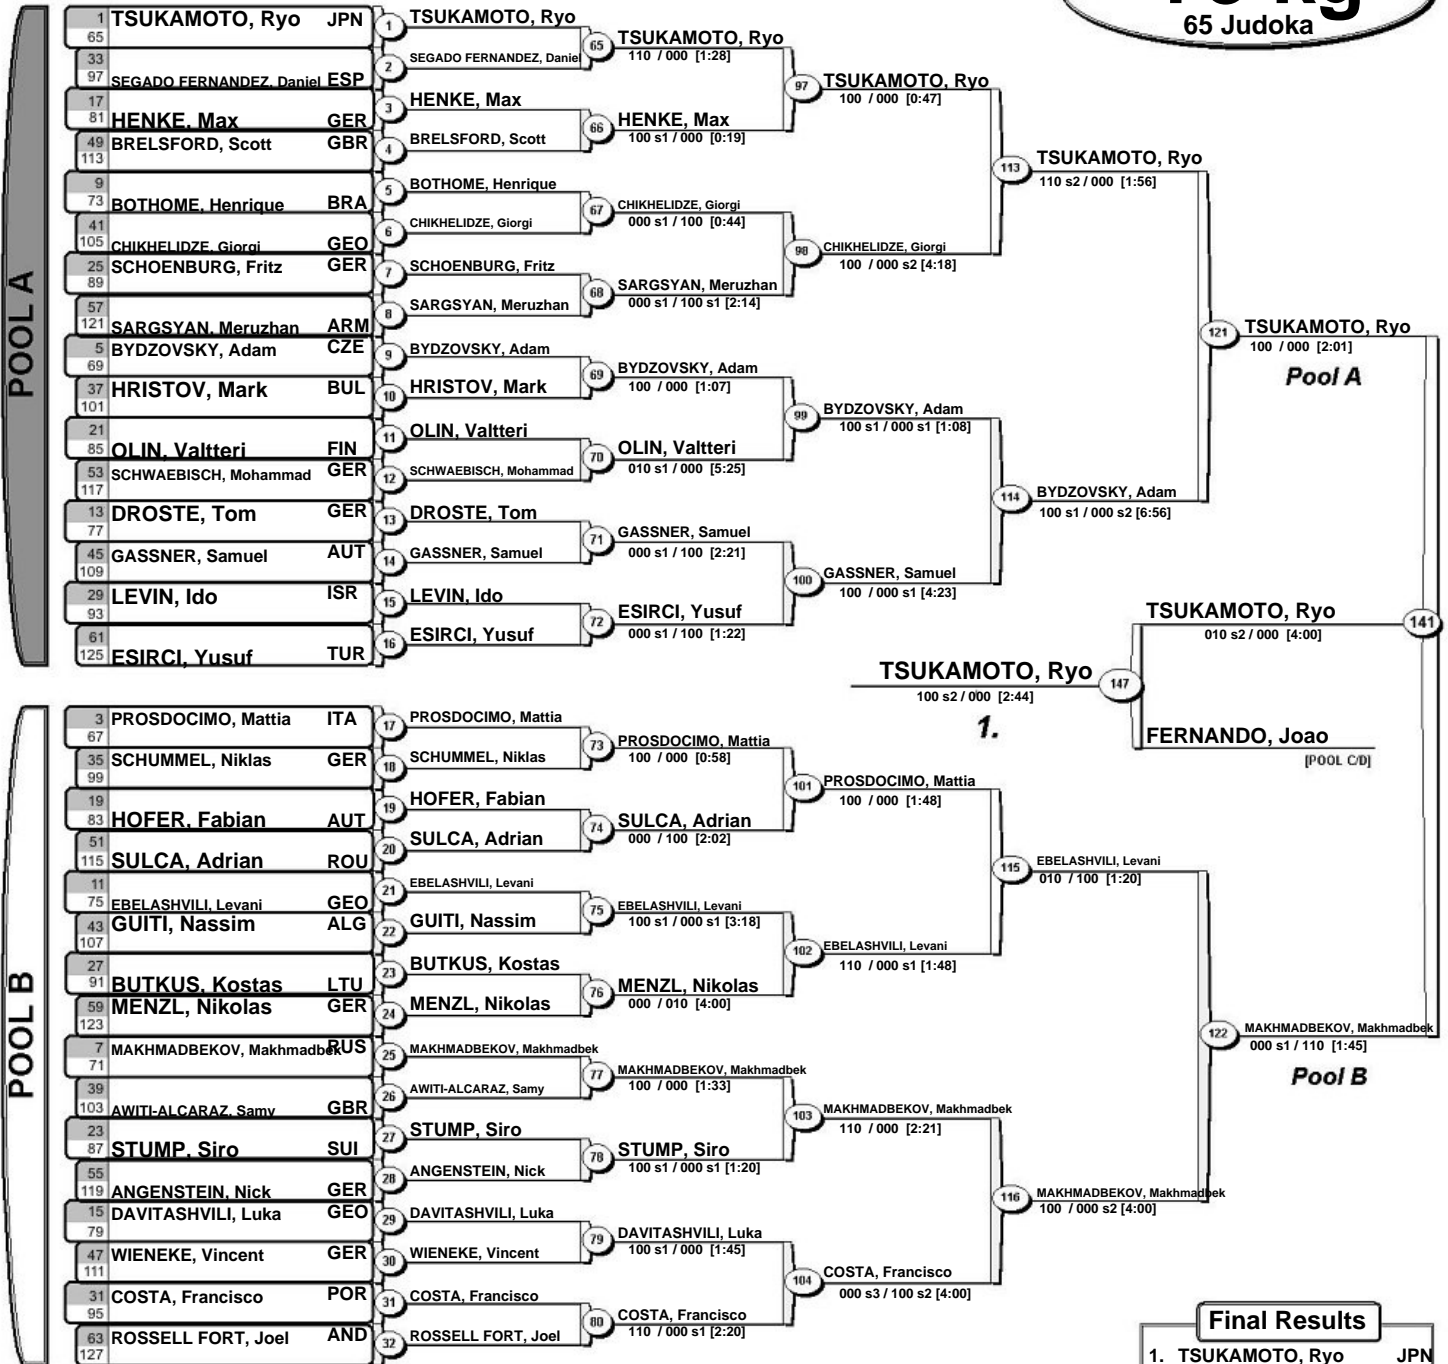 65 Judoka
POOL A
1 TSUKAMOTO, Ryo JPN
65
33
97 SEGADO FERNANDEZ, Daniel ESP
17
81 HENKE, Max GER
49 BRELSFORD, Scott GBR
113
9
73 BOTHOME, Henrique BRA
41
105 CHIKHELIDZE, Giorgi GEO
25 SCHOENBURG, Fritz GER
89
57
121 SARGSYAN, Meruzhan ARM
5 BYDZOVSKY, Adam CZE
69
37 HRISTOV, Mark BUL
101
21
85 OLIN, Valtteri FIN
53 SCHWAEBISCH, Mohammad GER
117
13 DROSTE, Tom GER
77
45 GASSNER, Samuel AUT
109
29 LEVIN, Ido ISR
93
61
125 ESIRCI, Yusuf TUR
1 TSUKAMOTO, Ryo
2 SEGADO FERNANDEZ, Daniel
3 HENKE, Max
4 BRELSFORD, Scott
5 BOTHOME, Henrique
6 CHIKHELIDZE, Giorgi
7 SCHOENBURG, Fritz
8 SARGSYAN, Meruzhan
9 BYDZOVSKY, Adam
10 HRISTOV, Mark
11 OLIN, Valtteri
12 SCHWAEBISCH, Mohammad
13 DROSTE, Tom
14 GASSNER, Samuel
15 LEVIN, Ido
16 ESIRCI, Yusuf
65 TSUKAMOTO, Ryo
110 / 000 [1:28]
66 HENKE, Max
100 s1 / 000 [0:19]
67 CHIKHELIDZE, Giorgi
000 s1 / 100 [0:44]
68 SARGSYAN, Meruzhan
000 s1 / 100 s1 [2:14]
69 BYDZOVSKY, Adam
100 / 000 [1:07]
70 OLIN, Valtteri
010 s1 / 000 [5:25]
71 GASSNER, Samuel
000 s1 / 100 [2:21]
72 ESIRCI, Yusuf
000 s1 / 100 [1:22]
97 TSUKAMOTO, Ryo
100 / 000 [0:47]
98 CHIKHELIDZE, Giorgi
100 / 000 s2 [4:18]
99 BYDZOVSKY, Adam
100 s1 / 000 s1 [1:08]
100 GASSNER, Samuel
100 / 000 s1 [4:23]
113 TSUKAMOTO, Ryo
110 s2 / 000 [1:56]
114 BYDZOVSKY, Adam
100 s1 / 000 s2 [6:56]
121 TSUKAMOTO, Ryo
100 / 000 [2:01]
Pool A
TSUKAMOTO, Ryo 141
010 s2 / 000 [4:00]
TSUKAMOTO, Ryo 147
100 s2 / 000 [2:44]
1.
FERNANDO, Joao
[POOL C/D]
POOL B
3 PROSDOCIMO, Mattia ITA
67
35 SCHUMMEL, Niklas GER
99
19
83 HOFER, Fabian AUT
51
115 SULCA, Adrian ROU
11
75 EBELASHVILI, Levani GEO
43 GUITI, Nassim ALG
107
27
91 BUTKUS, Kostas LTU
59 MENZL, Nikolas GER
123
7 MAKHMADBEKOV, Makhmadbek RUS
71
39
103 AWITI-ALCARAZ, Samy GBR
23
87 STUMP, Siro SUI
55
119 ANGENSTEIN, Nick GER
15 DAVITASHVILI, Luka GEO
79
47 WIENEKE, Vincent GER
111
31 COSTA, Francisco POR
95
63 ROSSELL FORT, Joel AND
127
17 PROSDOCIMO, Mattia
18 SCHUMMEL, Niklas
19 HOFER, Fabian
20 SULCA, Adrian
21 EBELASHVILI, Levani
22 GUITI, Nassim
23 BUTKUS, Kostas
24 MENZL, Nikolas
25 MAKHMADBEKOV, Makhmadbek
26 AWITI-ALCARAZ, Samy
27 STUMP, Siro
28 ANGENSTEIN, Nick
29 DAVITASHVILI, Luka
30 WIENEKE, Vincent
31 COSTA, Francisco
32 ROSSELL FORT, Joel
73 PROSDOCIMO, Mattia
100 / 000 [0:58]
74 SULCA, Adrian
000 / 100 [2:02]
75 EBELASHVILI, Levani
100 s1 / 000 s1 [3:18]
76 MENZL, Nikolas
000 / 010 [4:00]
77 MAKHMADBEKOV, Makhmadbek
100 / 000 [1:33]
78 STUMP, Siro
100 s1 / 000 s1 [1:20]
79 DAVITASHVILI, Luka
100 s1 / 000 [1:45]
80 COSTA, Francisco
110 / 000 s1 [2:20]
101 PROSDOCIMO, Mattia
100 / 000 [1:48]
102 EBELASHVILI, Levani
110 / 000 s1 [1:48]
103 MAKHMADBEKOV, Makhmadbek
110 / 000 [2:21]
104 COSTA, Francisco
000 s3 / 100 s2 [4:00]
115 EBELASHVILI, Levani
010 / 100 [1:20]
116 MAKHMADBEKOV, Makhmadbek
100 / 000 s2 [4:00]
122 MAKHMADBEKOV, Makhmadbek
000 s1 / 110 [1:45]
Pool B
Final Results
1. TSUKAMOTO, Ryo JPN